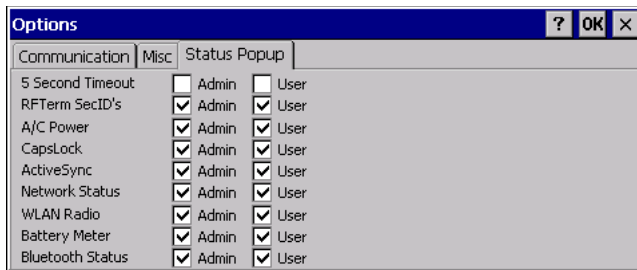 Options ? OK ×
Communication Misc Status Popup
5 Second Timeout Admin User
RFTerm SecID's Admin User
A/C Power Admin User
CapsLock Admin User
ActiveSync Admin User
Network Status Admin User
WLAN Radio Admin User
Battery Meter Admin User
Bluetooth Status Admin User